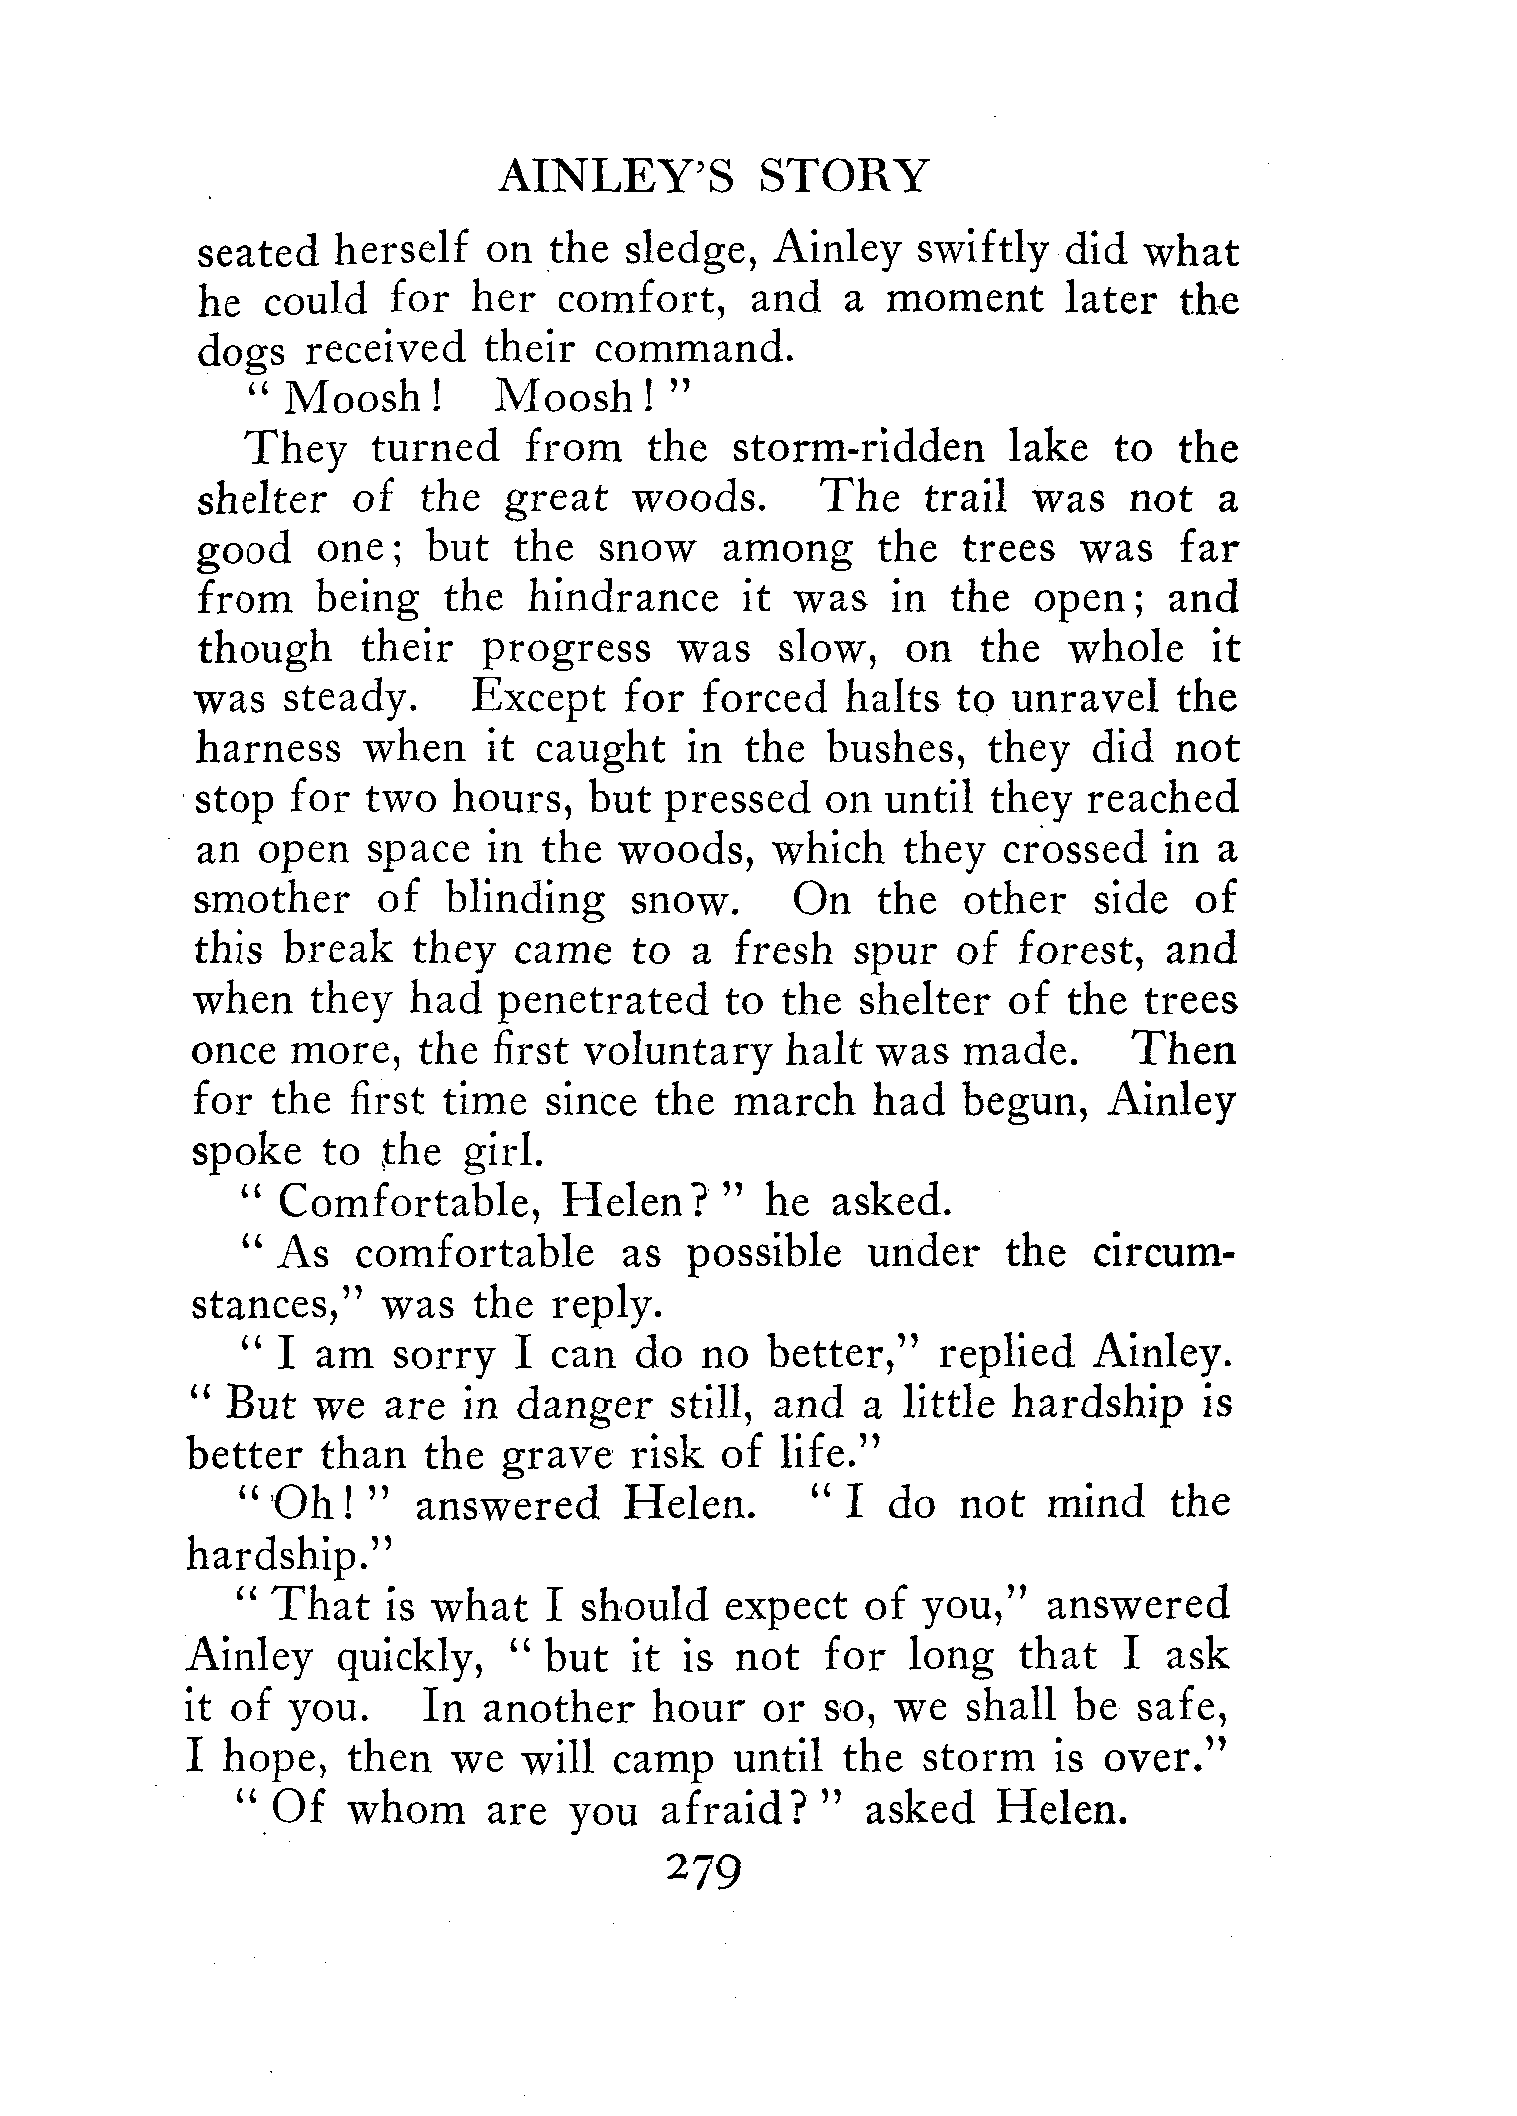 AINLEY'S STORY
seated herself on the sledge, Ainley swiftly did what
he could for her comfort, and a moment later the
dogs received their command.
" Moosh! Moosh! "
They turned from the storm-ridden lake to the
shelter of the great woods. The trail was not a
good one; but the snow among the trees was far
from being the hindrance it was in the open; and
though their progress was slow, on the whole it
was steady. Except for forced halts to unravel the
harness when it caught in the bushes, they did not
stop for two hours, but pressed on until they reached
an open space in the woods, which they crossed in a
smother of blinding snow. On the other side of
this break they came to a fresh spur of forest, and
when they had penetrated to the shelter of the trees
once more, the first voluntary halt was made. Then
for the first time since the march had begun, Ainley
spoke to the girl.
" Comfortable, Helen? " he asked.
" As comfortable as possible under the circum-
stances," was the reply.
" I am sorry I can do no better," replied Ainley.
" But we are in danger still, and a little hardship is
better than the grave risk of life."
" Oh! " answered Helen. " I do not mind the
hardship."
" That is what I should expect of you," answered
Ainley quickly, " but it is not for long that I ask
it of you. In another hour or so, we shall be safe,
I hope, then we will camp until the storm is over."
" Of whom are you afraid? " asked Helen.
279